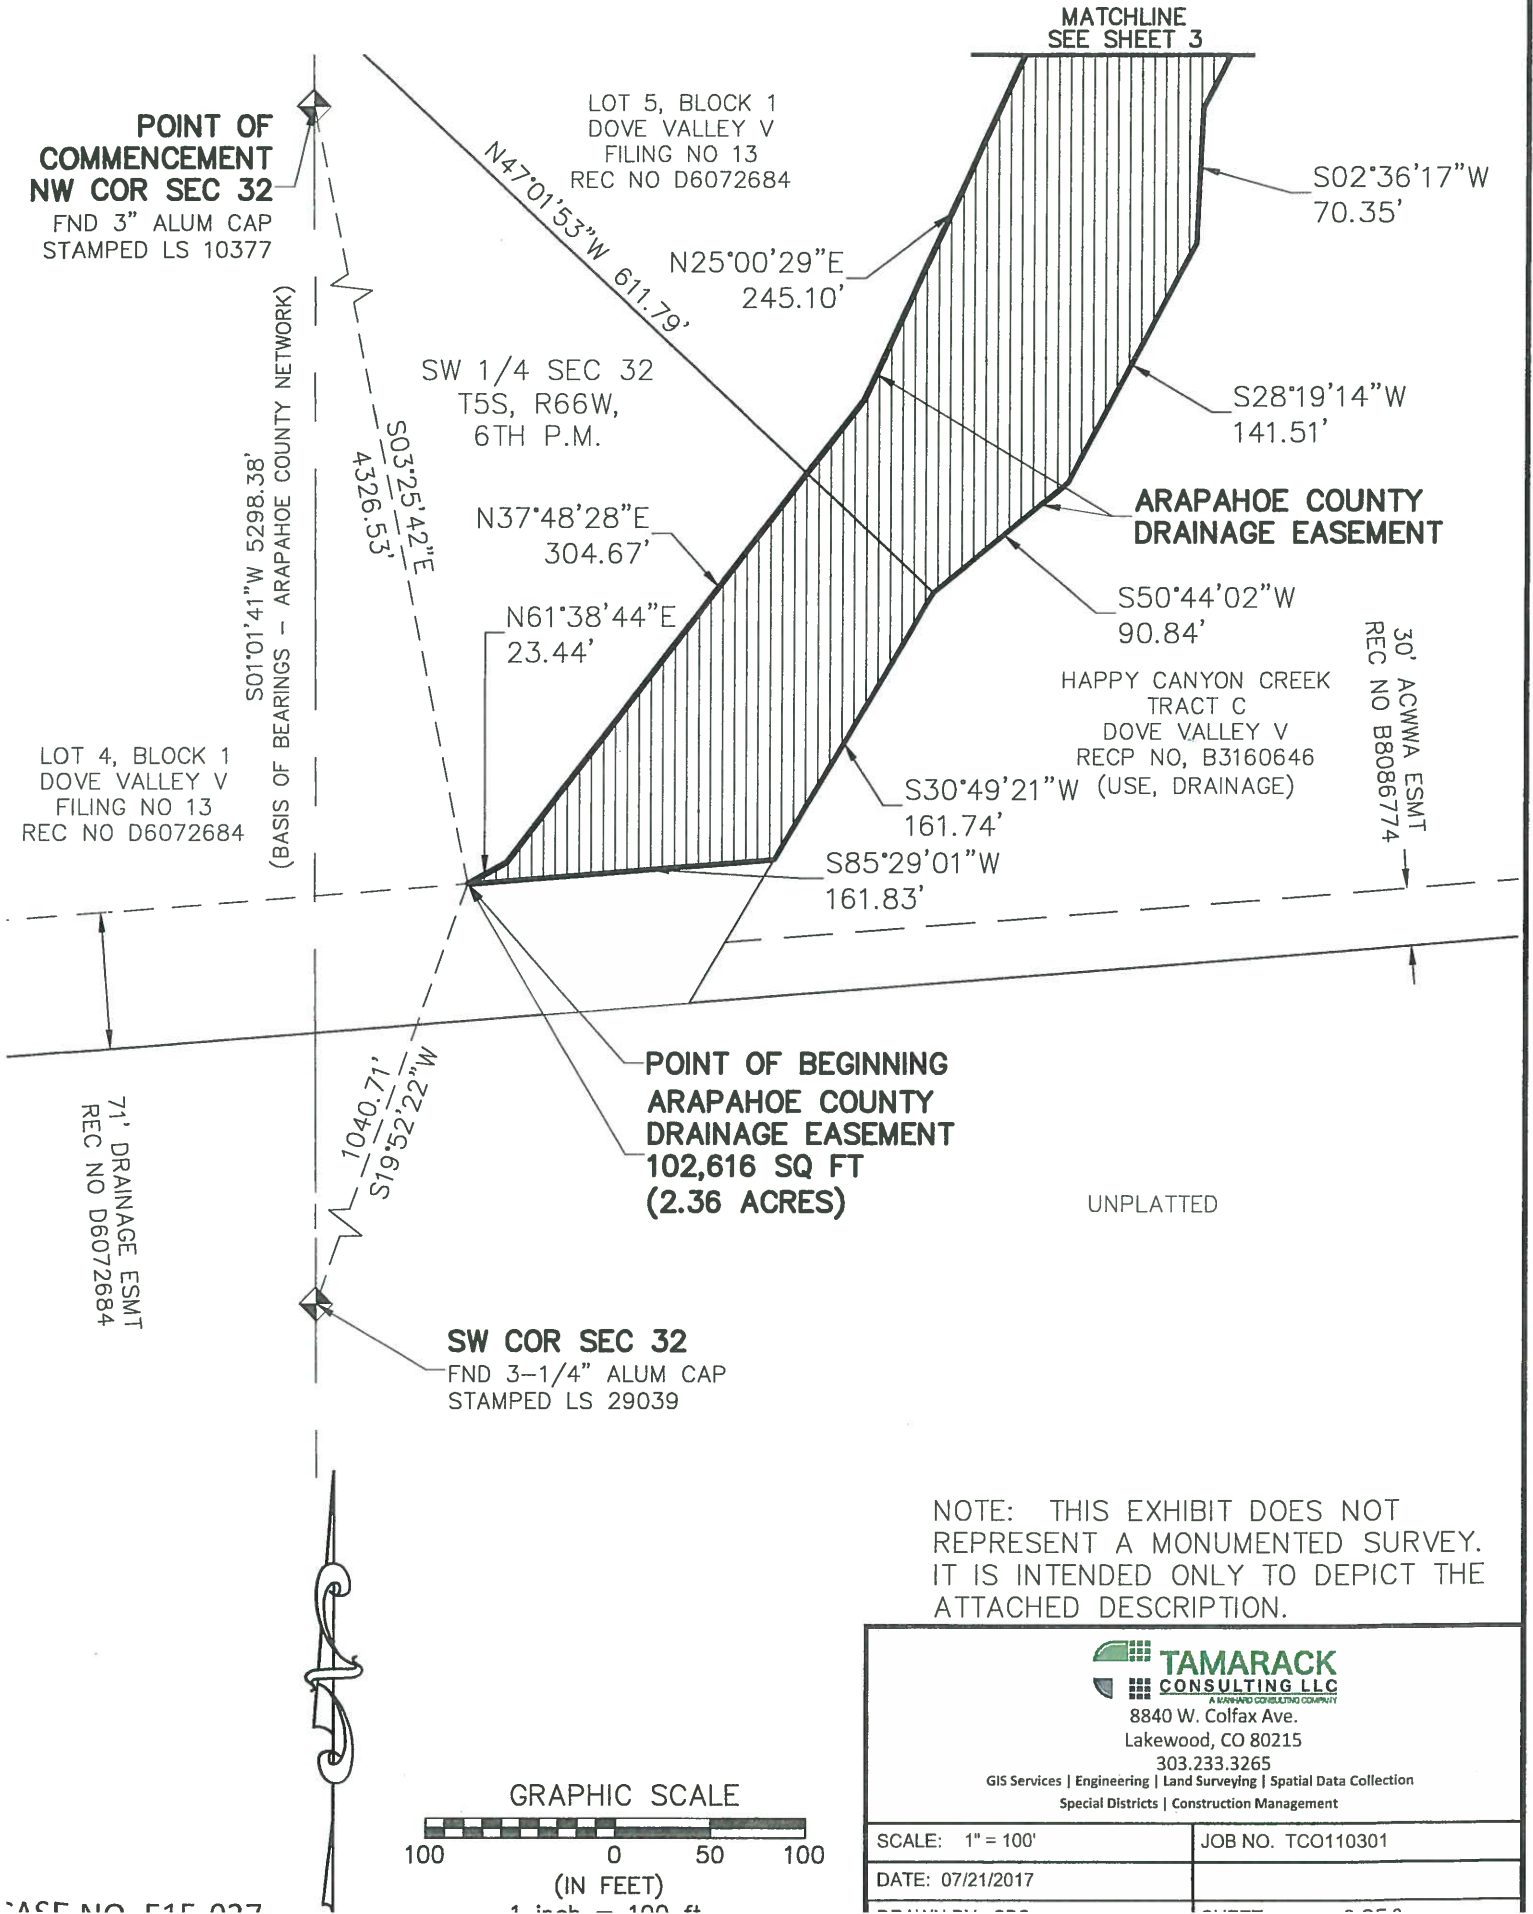 MATCHLINE
SEE SHEET 3
POINT OF
COMMENCEMENT
NW COR SEC 32
FND 3" ALUM CAP
STAMPED LS 10377
LOT 5, BLOCK 1
DOVE VALLEY V
FILING NO 13
REC NO D6072684
N47°01'53"W 611.79'
S02°36'17"W
70.35'
N25°00'29"E
245.10'
SW 1/4 SEC 32
T5S, R66W,
6TH P.M.
S28°19'14"W
141.51'
S01°01'41"W 5298.38'
(BASIS OF BEARINGS - ARAPAHOE COUNTY NETWORK)
S03°25'42"E
4326.53'
N37°48'28"E
304.67'
ARAPAHOE COUNTY
DRAINAGE EASEMENT
N61°38'44"E
23.44'
S50°44'02"W
90.84'
HAPPY CANYON CREEK
TRACT C
DOVE VALLEY V
RECP NO, B3160646
(USE, DRAINAGE)
30' ACWWA ESMT
REC NO B8086774
LOT 4, BLOCK 1
DOVE VALLEY V
FILING NO 13
REC NO D6072684
S30°49'21"W
161.74'
S85°29'01"W
161.83'
POINT OF BEGINNING
ARAPAHOE COUNTY
DRAINAGE EASEMENT
102,616 SQ FT
(2.36 ACRES)
1040.71'
S19°52'22"W
71' DRAINAGE ESMT
REC NO D6072684
UNPLATTED
SW COR SEC 32
FND 3-1/4" ALUM CAP
STAMPED LS 29039
NOTE: THIS EXHIBIT DOES NOT
REPRESENT A MONUMENTED SURVEY.
IT IS INTENDED ONLY TO DEPICT THE
ATTACHED DESCRIPTION.
TAMARACK
CONSULTING LLC
A MANHARD CONSULTING COMPANY
8840 W. Colfax Ave.
Lakewood, CO 80215
303.233.3265
GIS Services | Engineering | Land Surveying | Spatial Data Collection
Special Districts | Construction Management
SCALE: 1" = 100'
JOB NO. TCO110301
DATE: 07/21/2017
GRAPHIC SCALE
100 0 50 100
(IN FEET)
1 inch = 100 ft